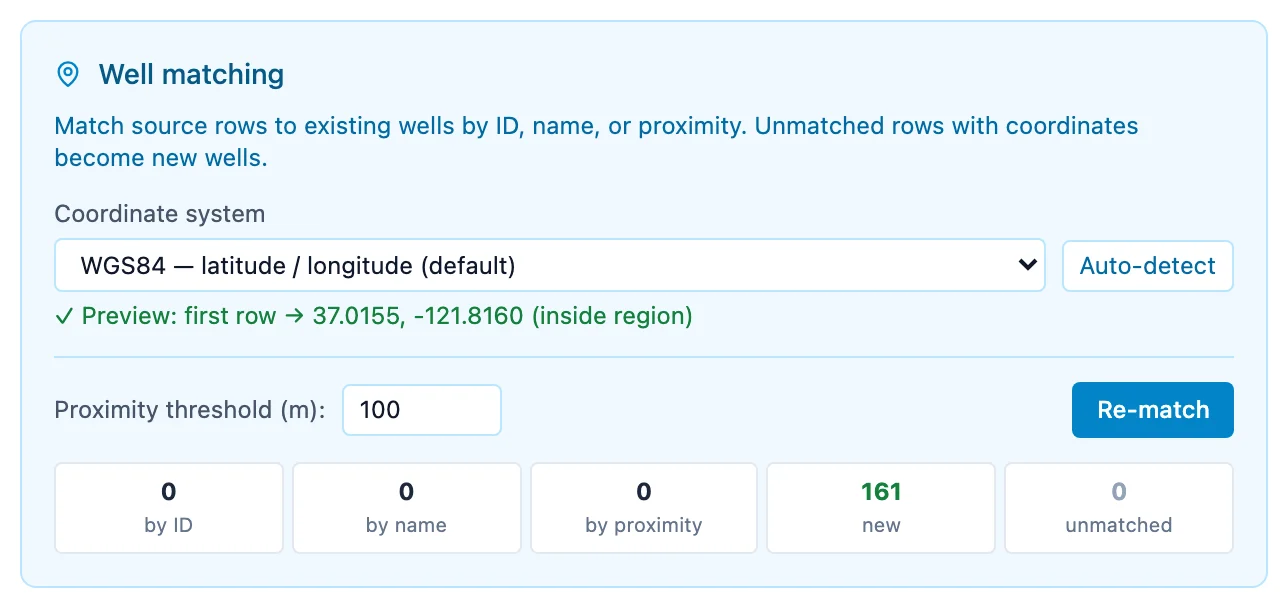 Well matching
Match source rows to existing wells by ID, name, or proximity. Unmatched rows with coordinates
become new wells.
Coordinate system
WGS84 — latitude / longitude (default)
Auto-detect
✓ Preview: first row → 37.0155, -121.8160 (inside region)
Proximity threshold (m):
100
Re-match
0
by ID
0
by name
0
by proximity
161
new
0
unmatched